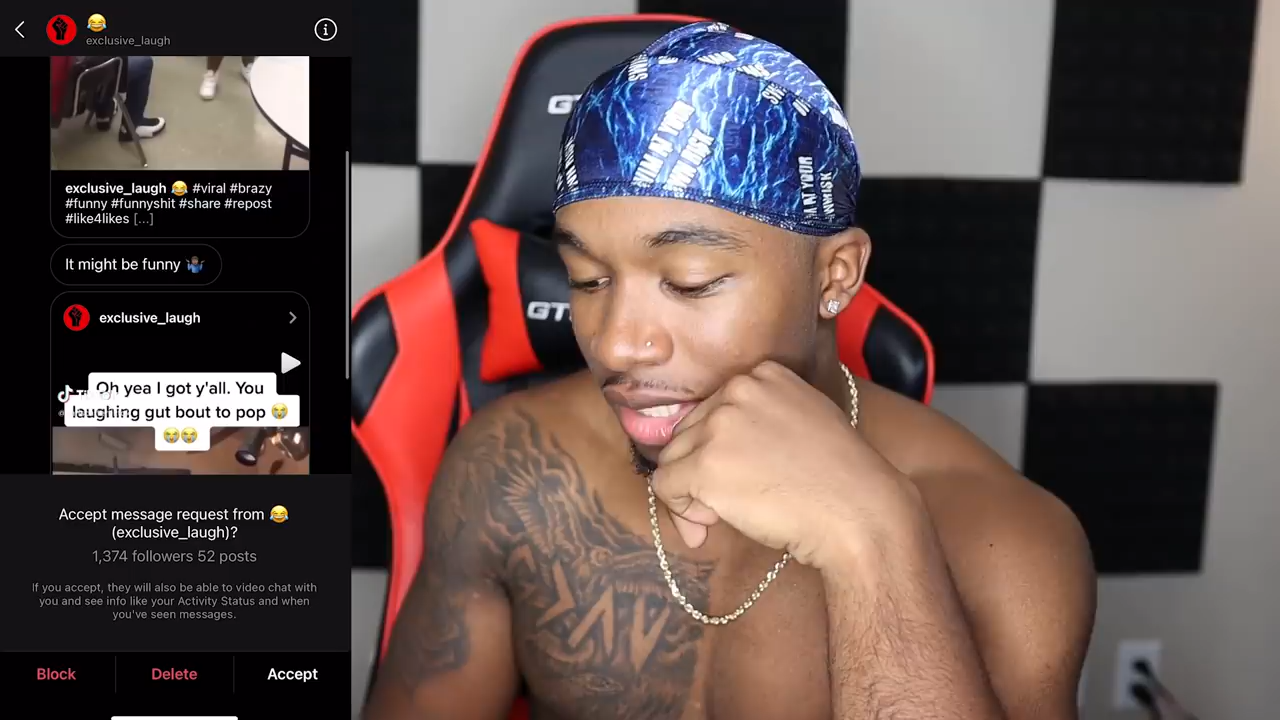 😂
exclusive_laugh
exclusive_laugh 😂 #viral #brazy
#funny #funnyshit #share #repost
#like4likes [...]
It might be funny 🤷🏾‍♂️
exclusive_laugh
Oh yea I got y'all. You
laughing gut bout to pop 😭
😭😭
Accept message request from 😂
(exclusive_laugh)?
1,374 followers 52 posts
If you accept, they will also be able to video chat with
you and see info like your Activity Status and when
you've seen messages.
Block
Delete
Accept
GT
GT